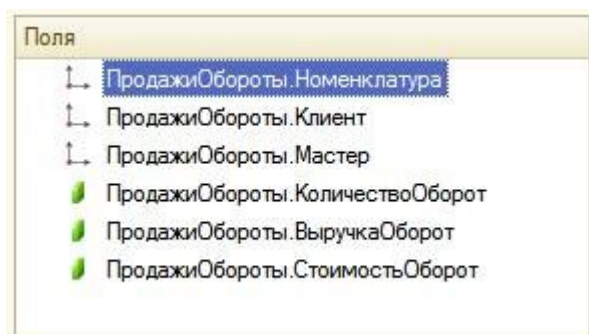 Поля
ПродажиОбороты.Номенклатура
ПродажиОбороты.Клиент
ПродажиОбороты.Мастер
ПродажиОбороты.КоличествоОборот
ПродажиОбороты.ВыручкаОборот
ПродажиОбороты.СтоимостьОборот